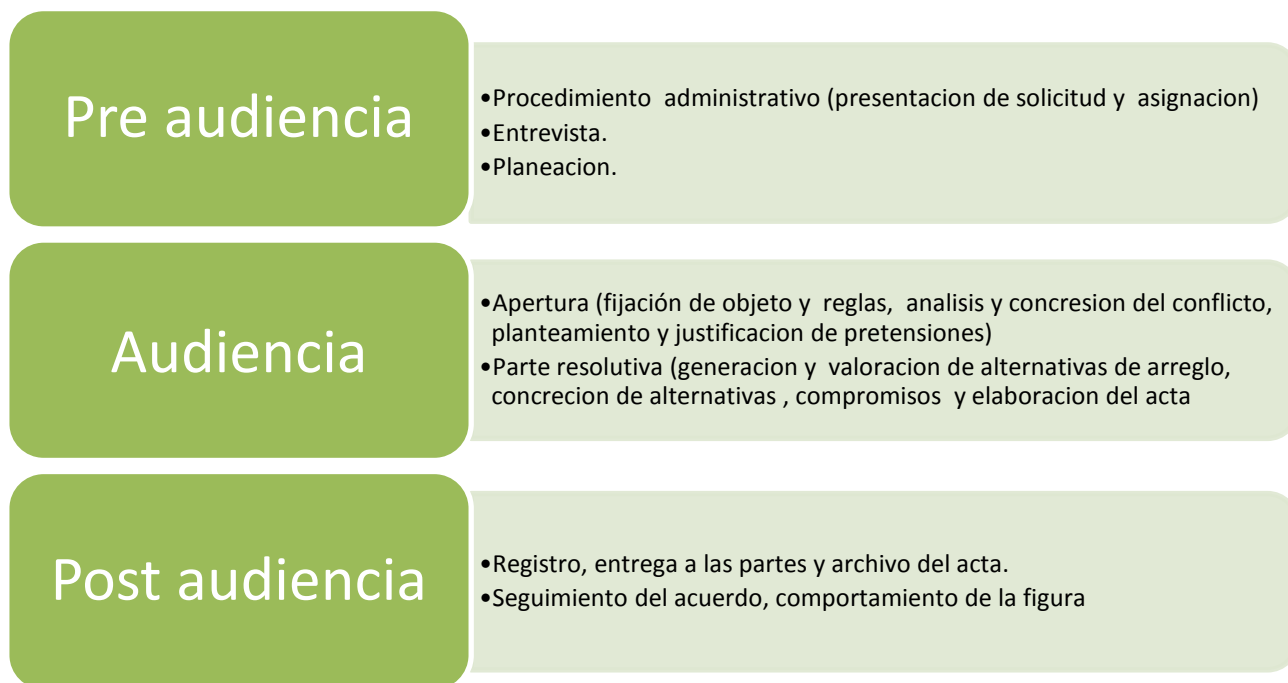 Pre audiencia
•Procedimiento administrativo (presentacion de solicitud y asignacion)
•Entrevista.
•Planeacion.
Audiencia
•Apertura (fijación de objeto y reglas, analisis y concresion del conflicto,
planteamiento y justificacion de pretensiones)
•Parte resolutiva (generacion y valoracion de alternativas de arreglo,
concrecion de alternativas , compromisos y elaboracion del acta
Post audiencia
•Registro, entrega a las partes y archivo del acta.
•Seguimiento del acuerdo, comportamiento de la figura